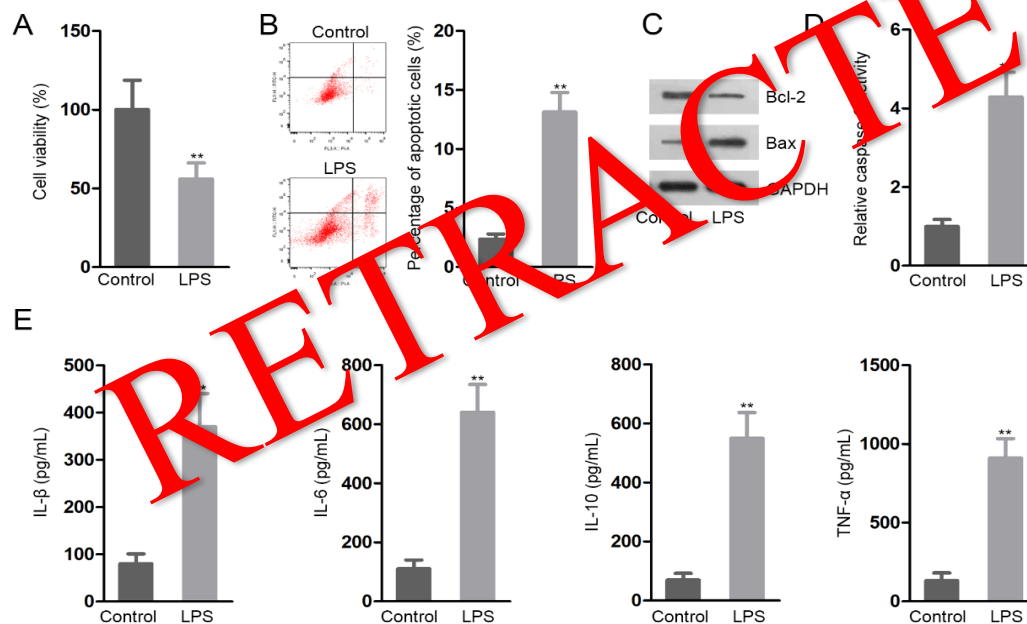 A
Cell viability (%)
150
100
50
0
Control
LPS
**
B
Control
LPS
Percentage of apoptotic cells (%)
20
15
10
5
0
Control
LPS
**
C
Bcl-2
Bax
GAPDH
Control
LPS
D
Relative caspase activity
6
4
2
0
Control
LPS
RETRACTE
E
IL-β (pg/mL)
500
400
300
200
100
0
Control
LPS
IL-6 (pg/mL)
800
600
400
200
0
Control
LPS
**
IL-10 (pg/mL)
800
600
400
200
0
Control
LPS
**
TNF-α (pg/mL)
1500
1000
500
0
Control
LPS
**